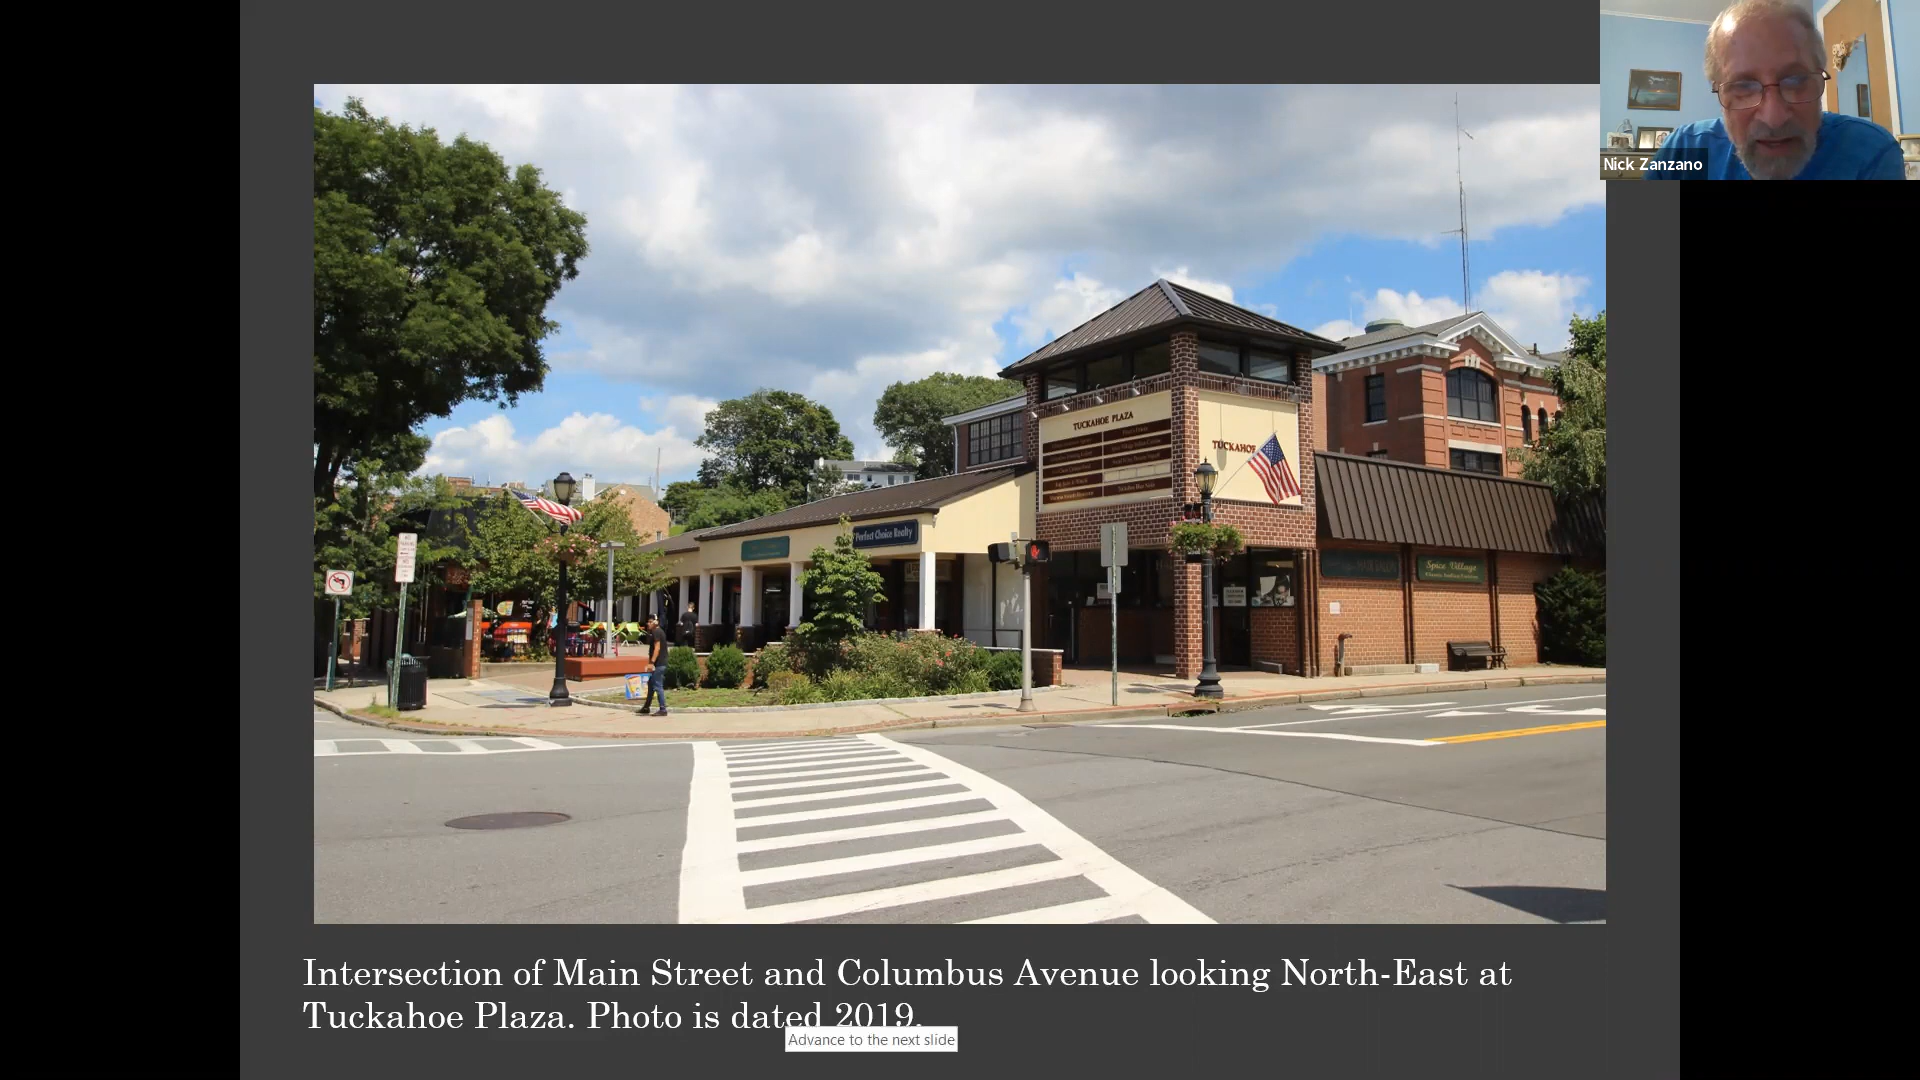 Nick Zanzano
TUCKAHOE PLAZA
TUCKAHOE
Perfect Choice Realty
Spice Village
Intersection of Main Street and Columbus Avenue looking North-East at
Tuckahoe Plaza. Photo is dated 2019.
Advance to the next slide